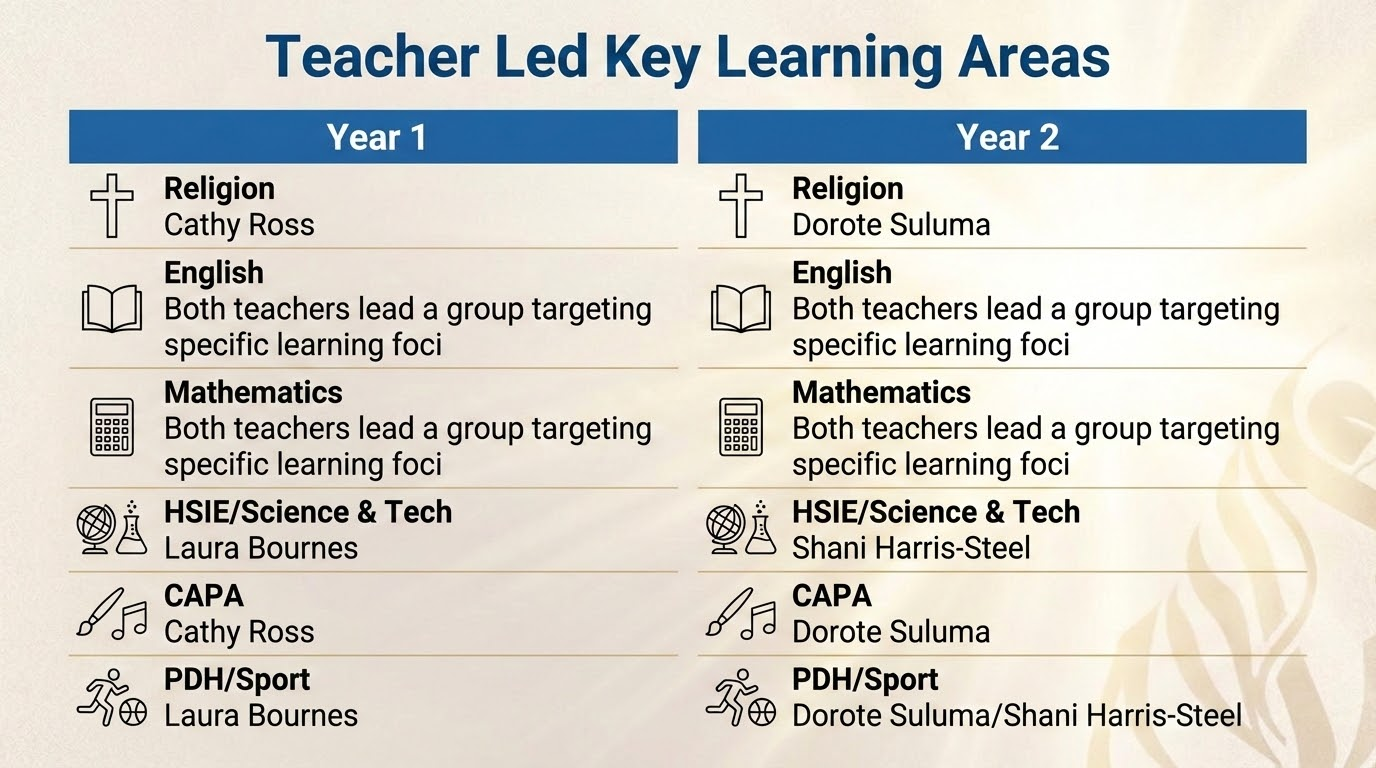 Teacher Led Key Learning Areas
Year 1
Religion
Cathy Ross
English
Both teachers lead a group targeting
specific learning foci
Mathematics
Both teachers lead a group targeting
specific learning foci
HSIE/Science & Tech
Laura Bournes
CAPA
Cathy Ross
PDH/Sport
Laura Bournes
Year 2
Religion
Dorote Suluma
English
Both teachers lead a group targeting
specific learning foci
Mathematics
Both teachers lead a group targeting
specific learning foci
HSIE/Science & Tech
Shani Harris-Steel
CAPA
Dorote Suluma
PDH/Sport
Dorote Suluma/Shani Harris-Steel